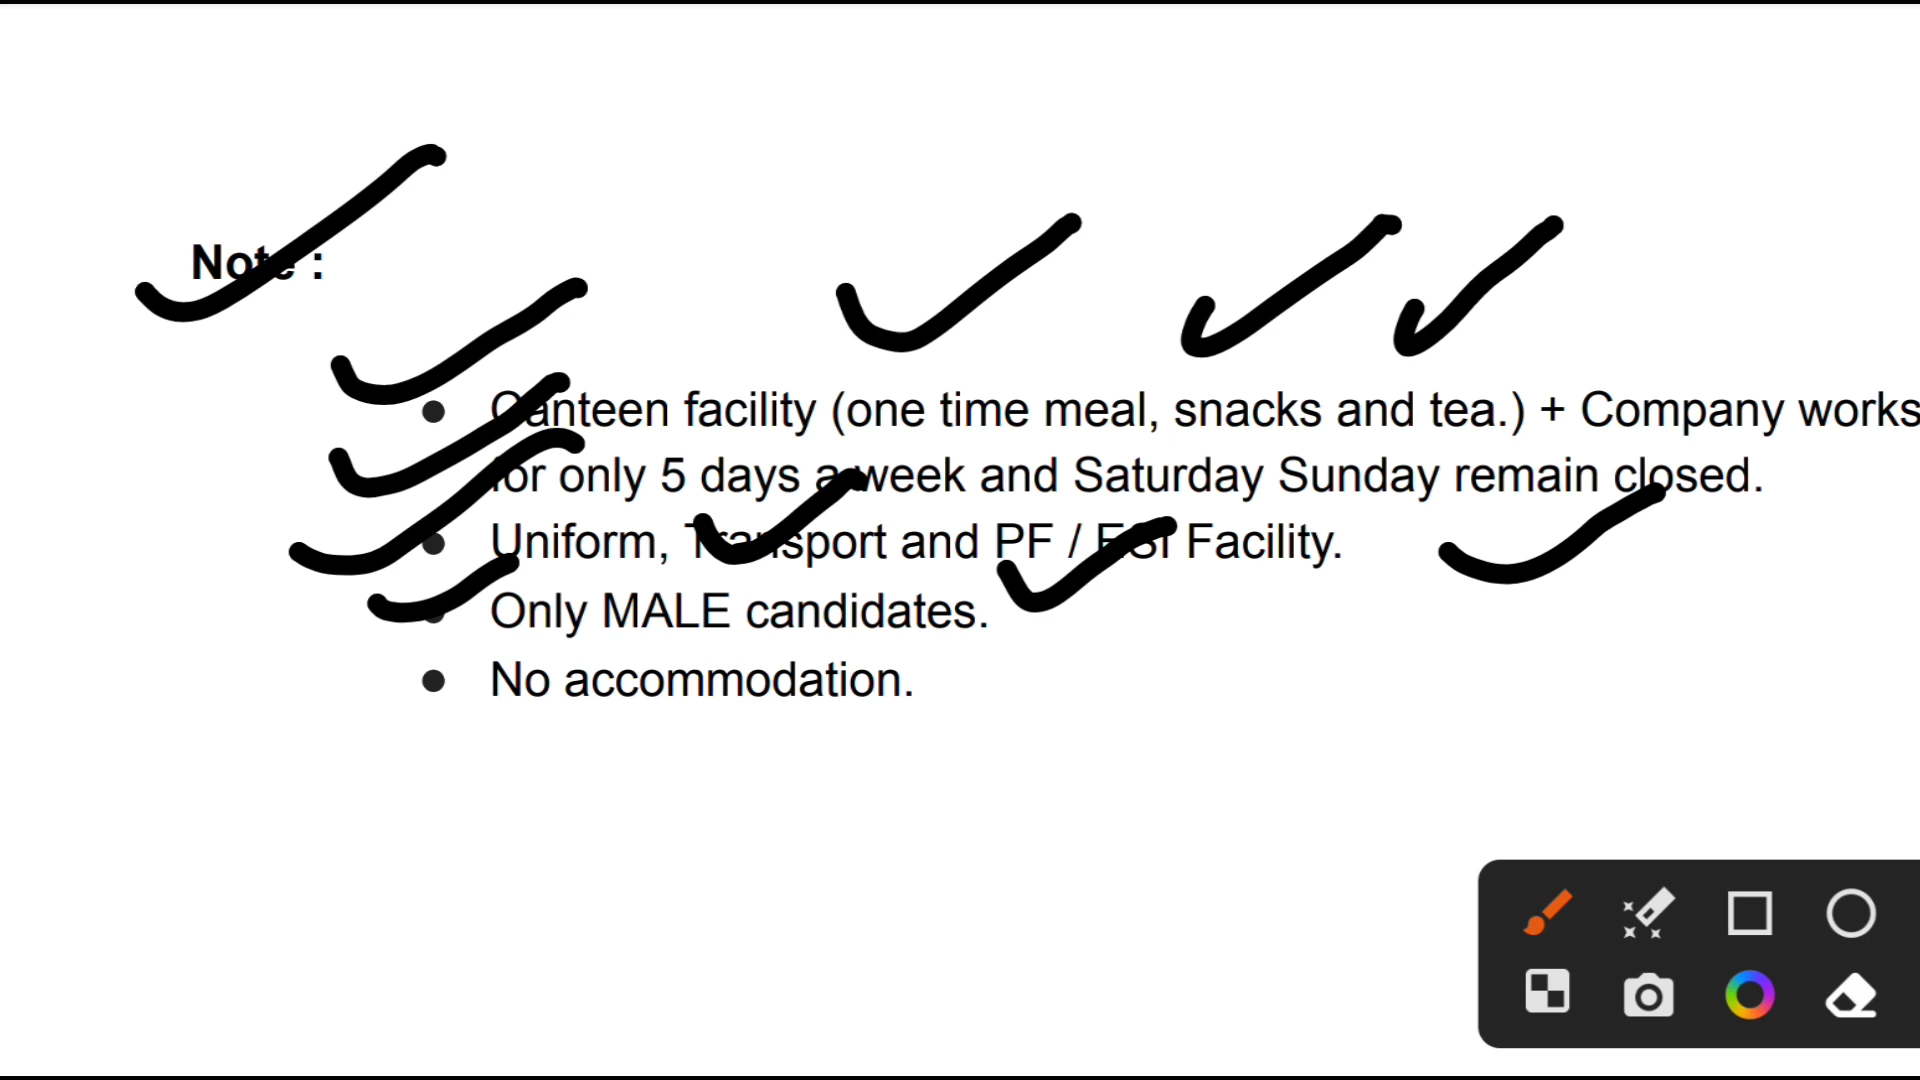 Note :
Canteen facility (one time meal, snacks and tea.) + Company works
for only 5 days a week and Saturday Sunday remain closed.
Uniform, Transport and PF / ESI Facility.
Only MALE candidates.
No accommodation.